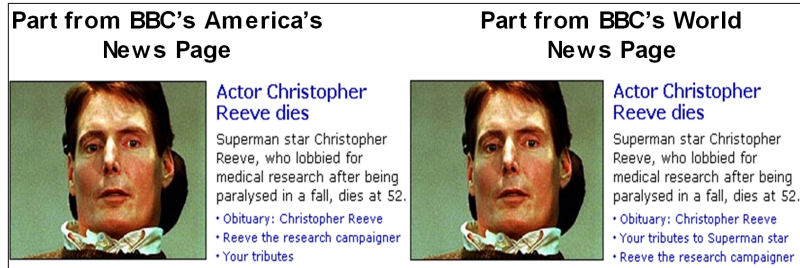 Part from BBC's America's
News Page
Actor Christopher
Reeve dies
Superman star Christopher
Reeve, who lobbied for
medical research after being
paralysed in a fall, dies at 52.
• Obituary: Christopher Reeve
• Reeve the research campaigner
• Your tributes
Part from BBC's World
News Page
Actor Christopher
Reeve dies
Superman star Christopher
Reeve, who lobbied for
medical research after being
paralysed in a fall, dies at 52.
• Obituary: Christopher Reeve
• Your tributes to Superman star
• Reeve the research campaigner